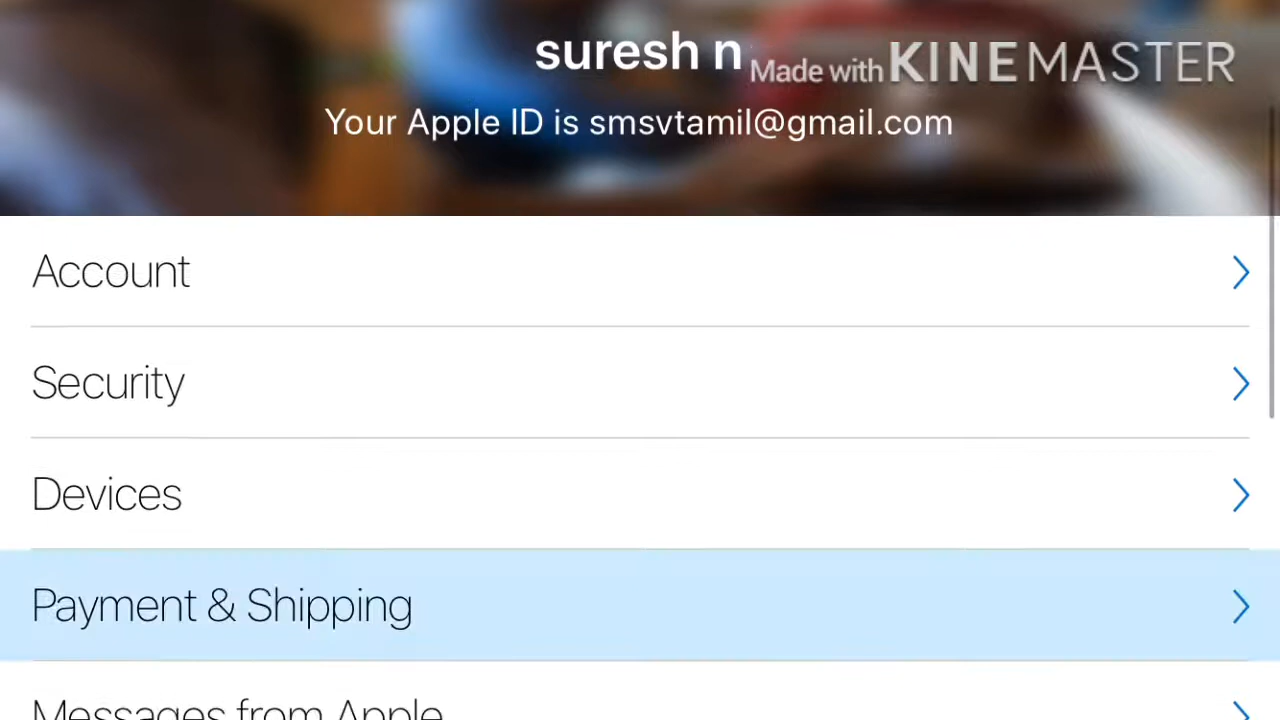 suresh n
Made with KINEMASTER
Your Apple ID is smsvtamil@gmail.com
Account
Security
Devices
Payment & Shipping
Messages from Apple